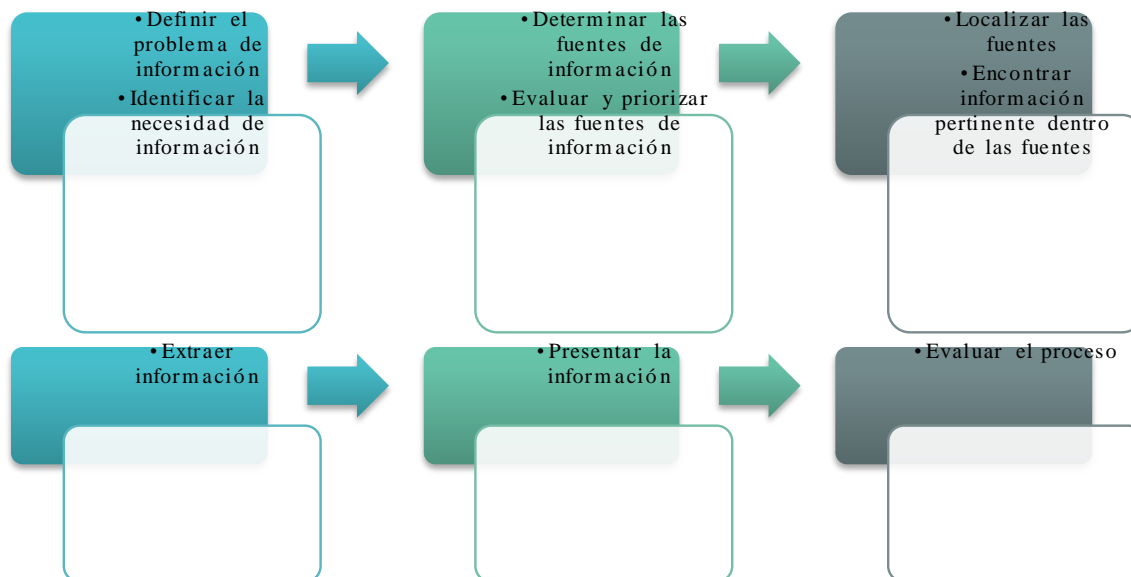 • Definir el
problema de
información
• Identificar la
necesidad de
información
• Determinar las
fuentes de
información
• Evaluar y priorizar
las fuentes de
información
• Localizar las
fuentes
• Encontrar
información
pertinente dentro
de las fuentes
• Extraer
información
• Presentar la
información
• Evaluar el proceso